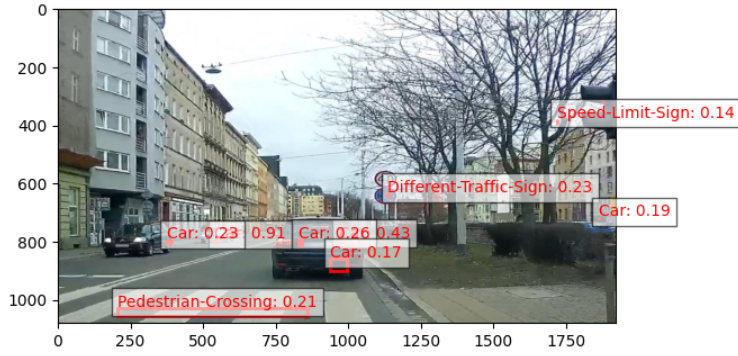 0
200
400
600
800
1000
Speed-Limit-Sign: 0.14
Different-Traffic-Sign: 0.23
Car: 0.19
Car: 0.23
0.91
Car: 0.26
0.43
Car: 0.17
Pedestrian-Crossing: 0.21
0
250
500
750
1000
1250
1500
1750